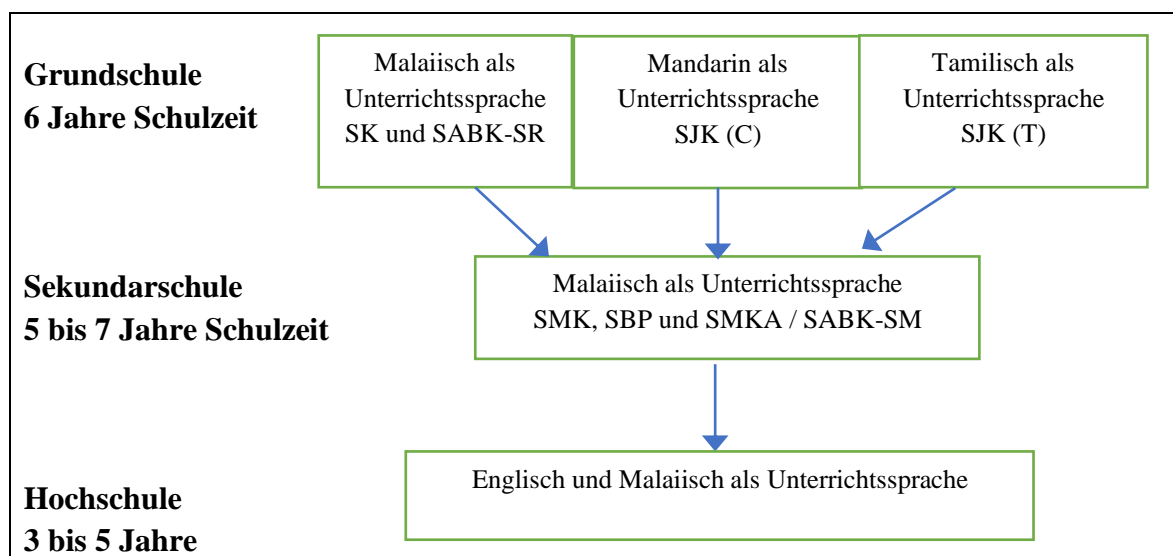 Grundschule
6 Jahre Schulzeit
Malaiisch als
Unterrichtssprache
SK und SABK-SR
Mandarin als
Unterrichtssprache
SJK (C)
Tamilisch als
Unterrichtssprache
SJK (T)
Sekundarschule
5 bis 7 Jahre Schulzeit
Malaiisch als Unterrichtssprache
SMK, SBP und SMKA / SABK-SM
Hochschule
3 bis 5 Jahre
Englisch und Malaiisch als Unterrichtssprache